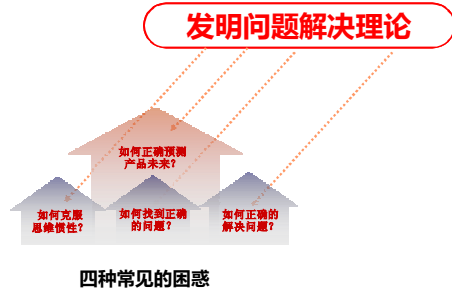 发明问题解决理论
如何正确预测
产品未来?
如何克服
思维惯性?
如何找到正确
的问题?
如何正确的
解决问题?
四种常见的困惑